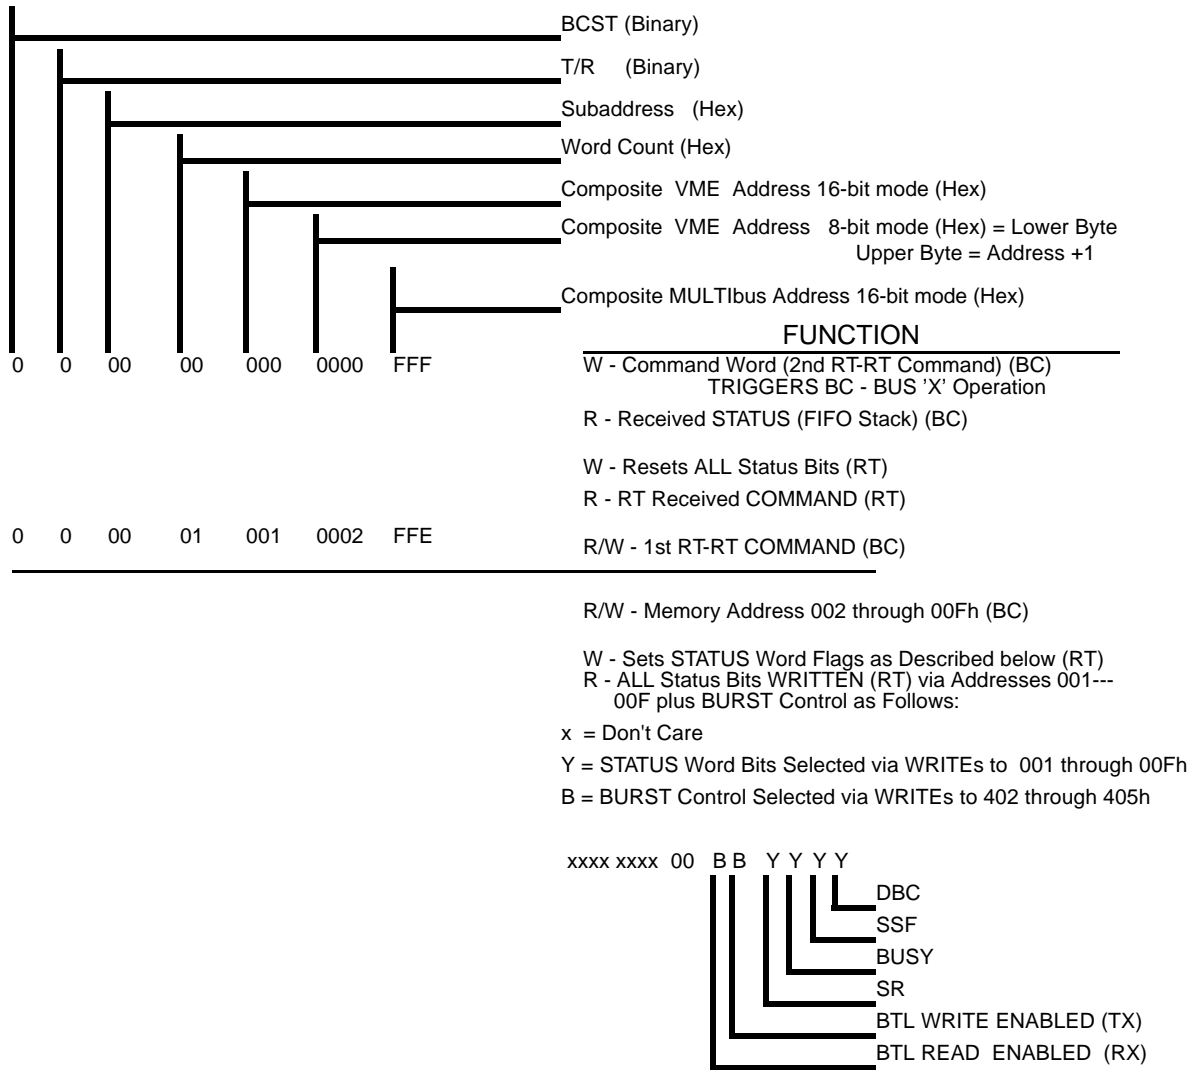 BCST (Binary)
T/R (Binary)
Subaddress (Hex)
Word Count (Hex)
Composite VME Address 16-bit mode (Hex)
Composite VME Address 8-bit mode (Hex) = Lower Byte
Upper Byte = Address +1
Composite MULTIbus Address 16-bit mode (Hex)
FUNCTION
0 0 00 00 000 0000 FFF W - Command Word (2nd RT-RT Command) (BC)
TRIGGERS BC - BUS 'X' Operation
R - Received STATUS (FIFO Stack) (BC)
W - Resets ALL Status Bits (RT)
R - RT Received COMMAND (RT)
0 0 00 01 001 0002 FFE R/W - 1st RT-RT COMMAND (BC)
R/W - Memory Address 002 through 00Fh (BC)
W - Sets STATUS Word Flags as Described below (RT)
R - ALL Status Bits WRITTEN (RT) via Addresses 001---
00F plus BURST Control as Follows:
x = Don't Care
Y = STATUS Word Bits Selected via WRITEs to 001 through 00Fh
B = BURST Control Selected via WRITEs to 402 through 405h
xxxx xxxx 00 B B Y Y Y Y
DBC
SSF
BUSY
SR
BTL WRITE ENABLED (TX)
BTL READ ENABLED (RX)